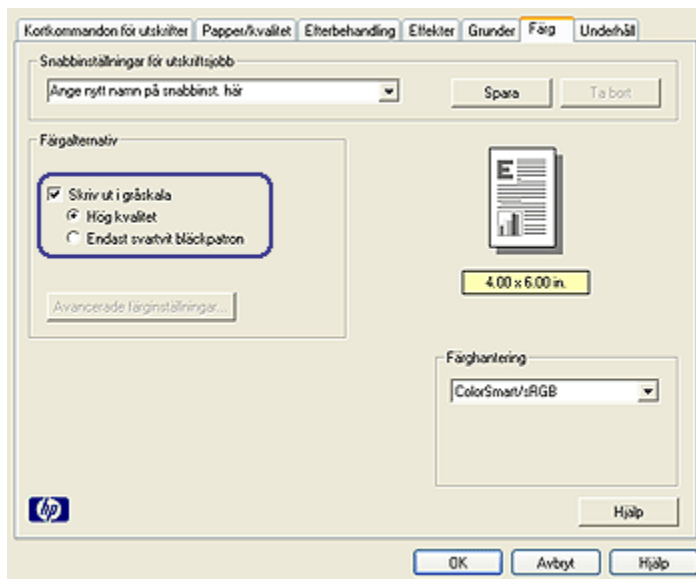 Kortkommandon för utskrifter Papper/kvalitet Efterbehandling Effekter Grunder Färg Underhåll
Snabbinställningar för utskriftsjobb
Ange nytt namn på snabbinst. här Spara Ta bort
Färgalternativ
Skriv ut i gråskala
Hög kvalitet
Endast svartvit bläckpatron
E
4.00 x 6.00 in.
Avancerade färginställningar...
Färghantering
ColorSmart/sRGB
hp
Hjälp
OK Avbryt Hjälp